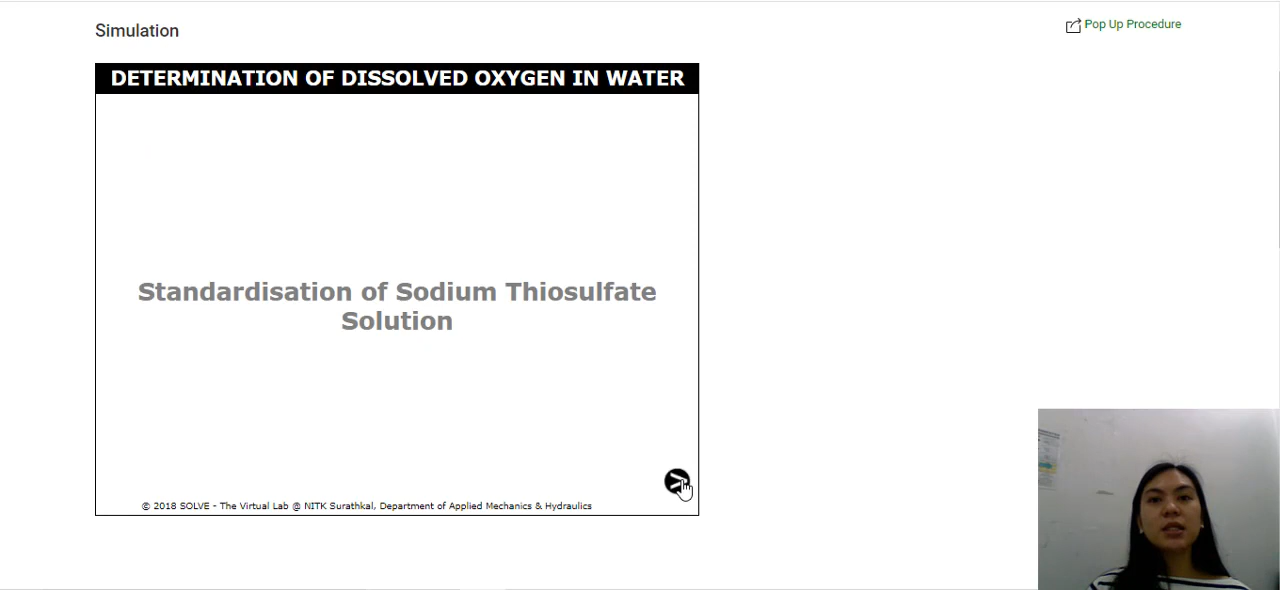 Simulation
Pop Up Procedure
DETERMINATION OF DISSOLVED OXYGEN IN WATER
Standardisation of Sodium Thiosulfate
Solution
© 2018 SOLVE - The Virtual Lab @ NITK Surathkal, Department of Applied Mechanics & Hydraulics